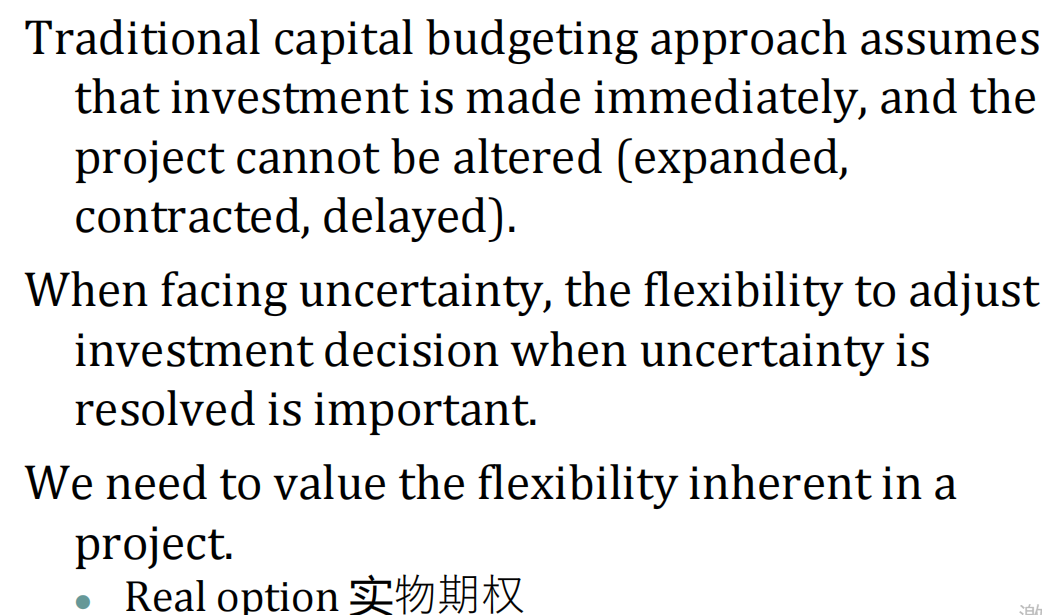 Traditional capital budgeting approach assumes
that investment is made immediately, and the
project cannot be altered (expanded,
contracted, delayed).
When facing uncertainty, the flexibility to adjust
investment decision when uncertainty is
resolved is important.
We need to value the flexibility inherent in a
project.
Real option 实物期权